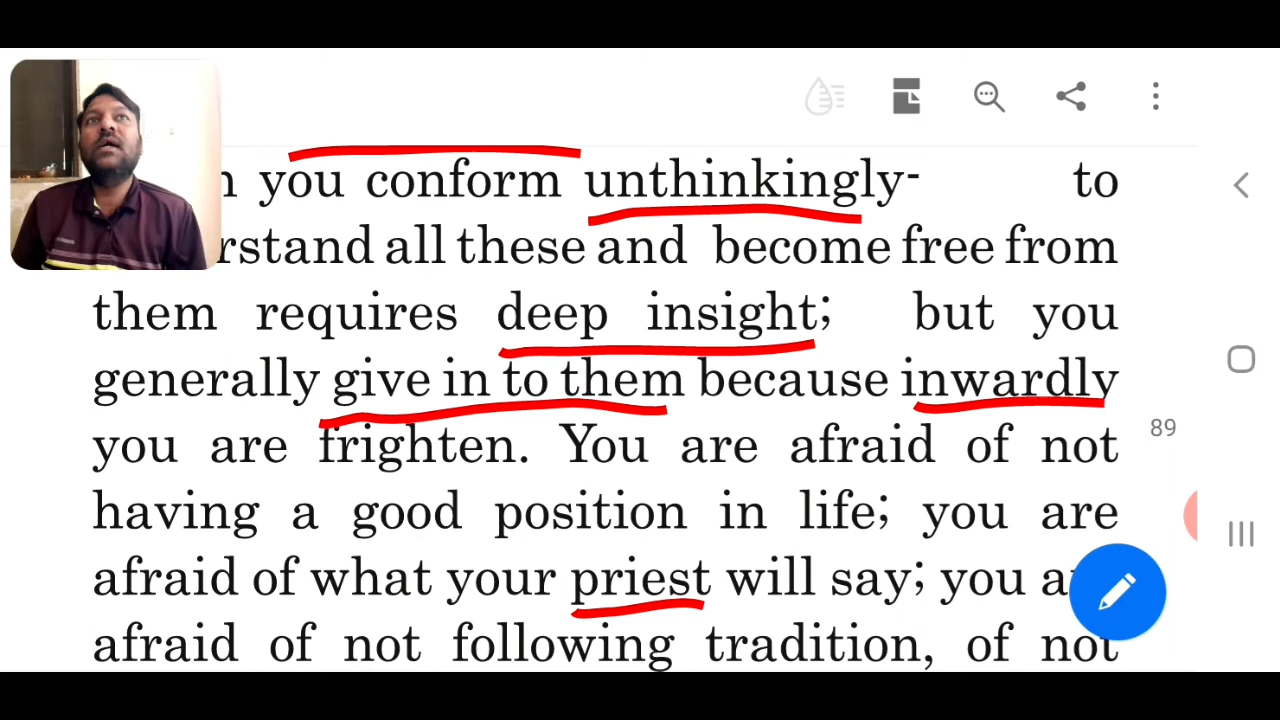 you conform unthinkingly- to
all these and become free from
them requires deep insight; but you
generally give in to them because inwardly
you are frighten. You are afraid of not
89
having a good position in life; you are
afraid of what your priest will say; you
afraid of not following tradition, of not